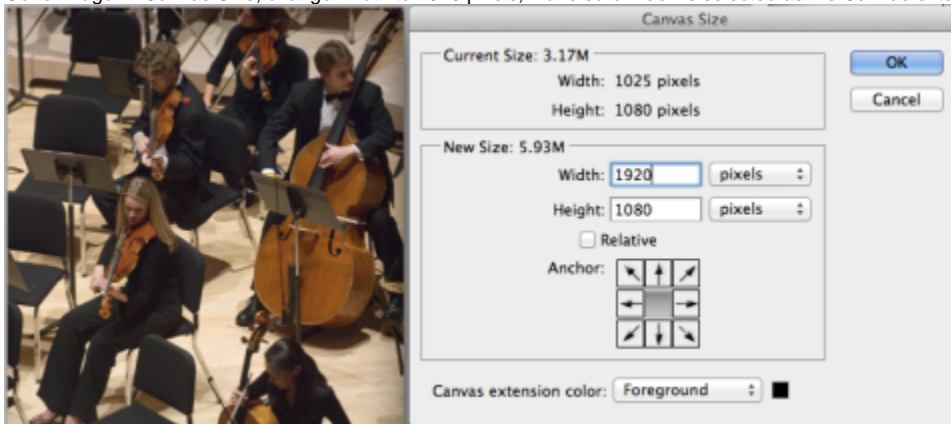 Canvas Size
Current Size: 3.17M
Width: 1025 pixels
Height: 1080 pixels
OK
Cancel
New Size: 5.93M
Width: 1920 pixels
Height: 1080 pixels
Relative
Anchor:
Canvas extension color: Foreground